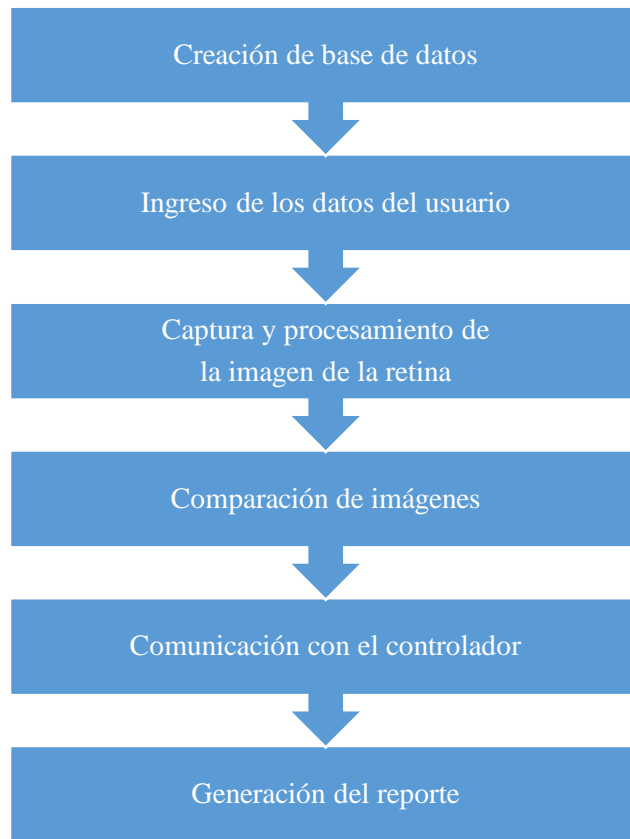 Creación de base de datos
Ingreso de los datos del usuario
Captura y procesamiento de
la imagen de la retina
Comparación de imágenes
Comunicación con el controlador
Generación del reporte